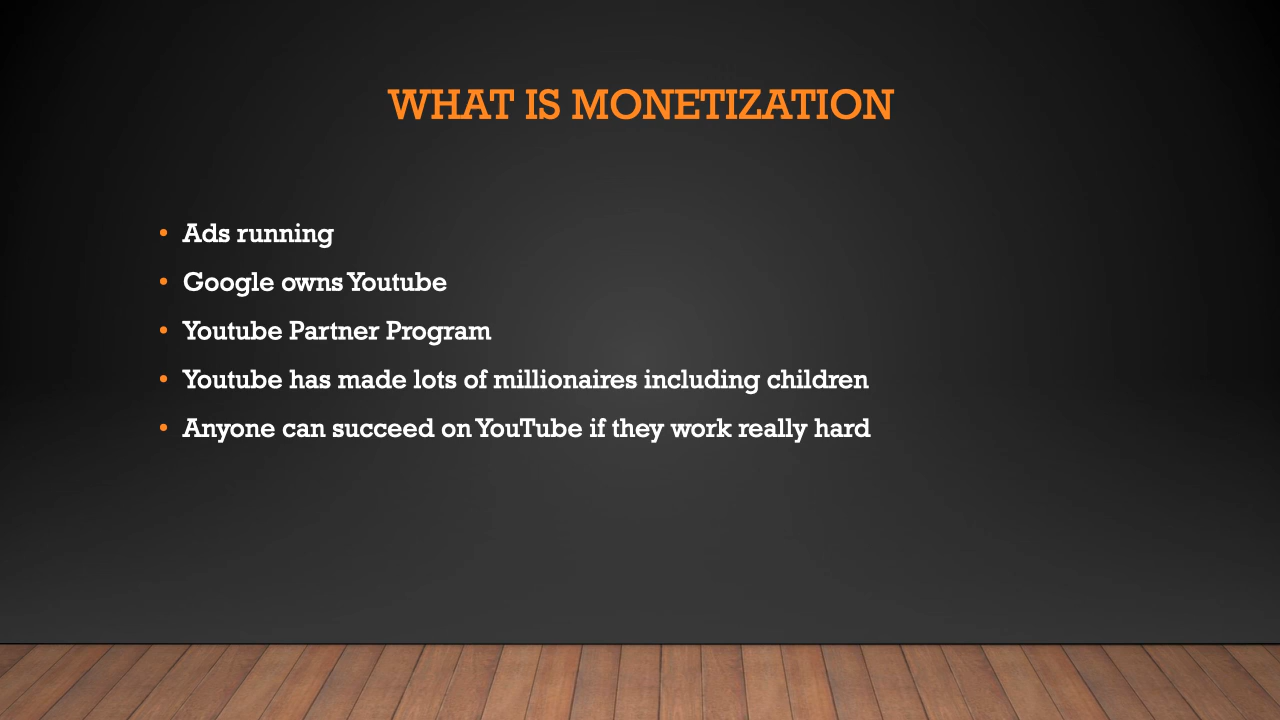 WHAT IS MONETIZATION
• Ads running
• Google owns Youtube
• Youtube Partner Program
• Youtube has made lots of millionaires including children
• Anyone can succeed on YouTube if they work really hard